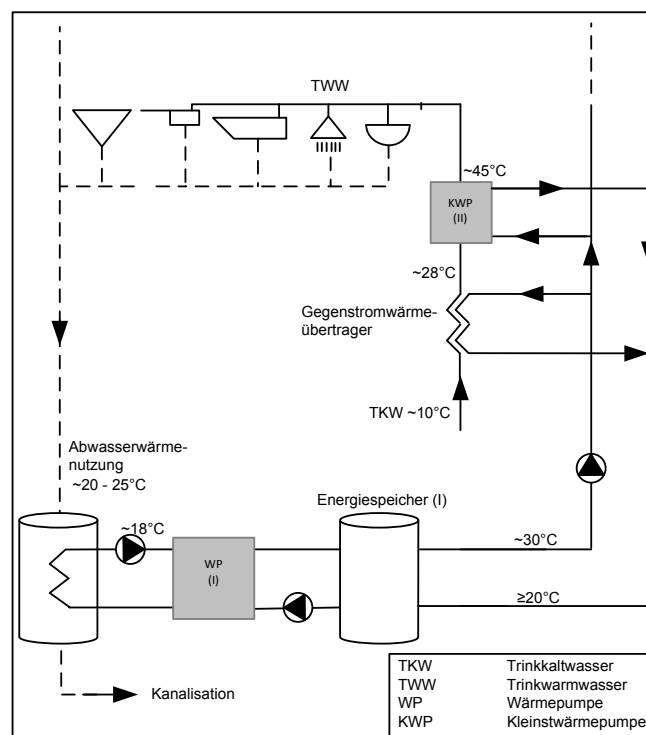 TWW
~45°C
KWP
(II)
~28°C
Gegenstromwärme-
übertrager
TKW ~10°C
Abwasserwärme-
nutzung
~20 - 25°C
Energiespeicher (I)
~18°C
~30°C
WP
(I)
≥20°C
Kanalisation
TKW Trinkkaltwasser
TWW Trinkwarmwasser
WP Wärmepumpe
KWP Kleinstwärmepumpe